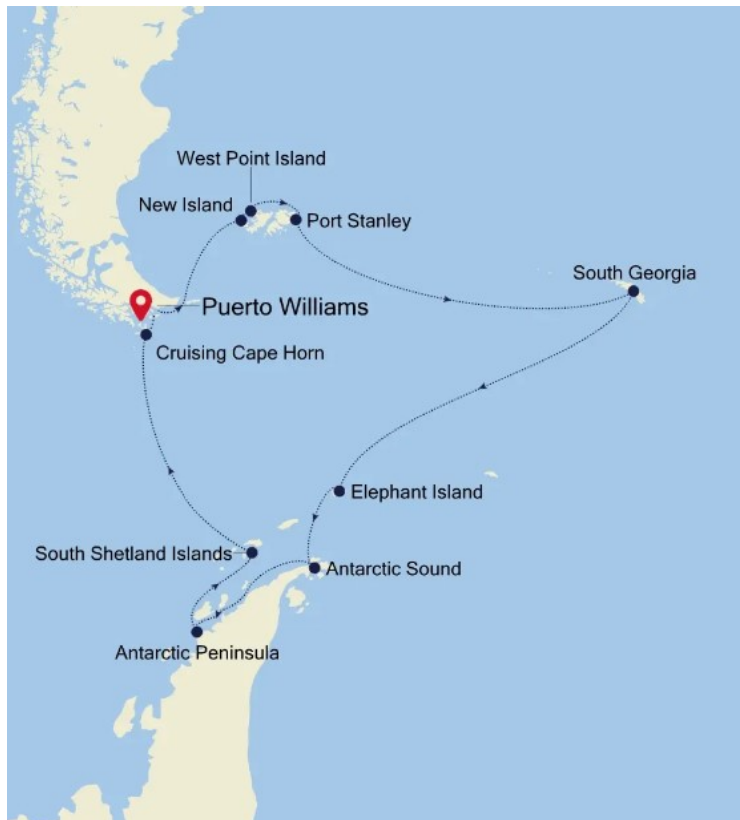 West Point Island
New Island
Port Stanley
South Georgia
Puerto Williams
Cruising Cape Horn
Elephant Island
South Shetland Islands
Antarctic Sound
Antarctic Peninsula